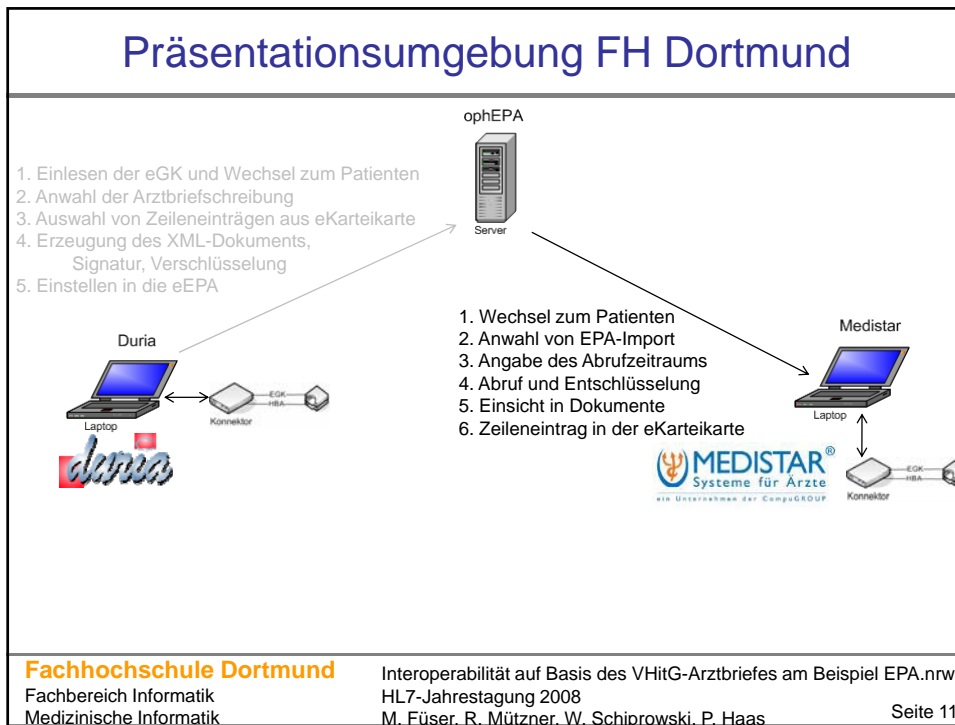 Präsentationsumgebung FH Dortmund
ophEPA
Server
1. Einlesen der eGK und Wechsel zum Patienten
2. Anwahl der Arztbriefschreibung
3. Auswahl von Zeileneinträgen aus eKarteikarte
4. Erzeugung des XML-Dokuments,
Signatur, Verschlüsselung
5. Einstellen in die eEPA
Duria
Laptop
Konnektor
EGK
HBA
duria
1. Wechsel zum Patienten
2. Anwahl von EPA-Import
3. Angabe des Abrufzeitraums
4. Abruf und Entschlüsselung
5. Einsicht in Dokumente
6. Zeileneintrag in der eKarteikarte
Medistar
Laptop
MEDISTAR®
Systeme für Ärzte
ein Unternehmen der CompuGROUP
Konnektor
EGK
HBA
Fachhochschule Dortmund
Fachbereich Informatik
Medizinische Informatik
Interoperabilität auf Basis des VHitG-Arztbriefes am Beispiel EPA.nrw
HL7-Jahrestagung 2008
M. Füser, R. Mützner, W. Schiprowski, P. Haas
Seite 11